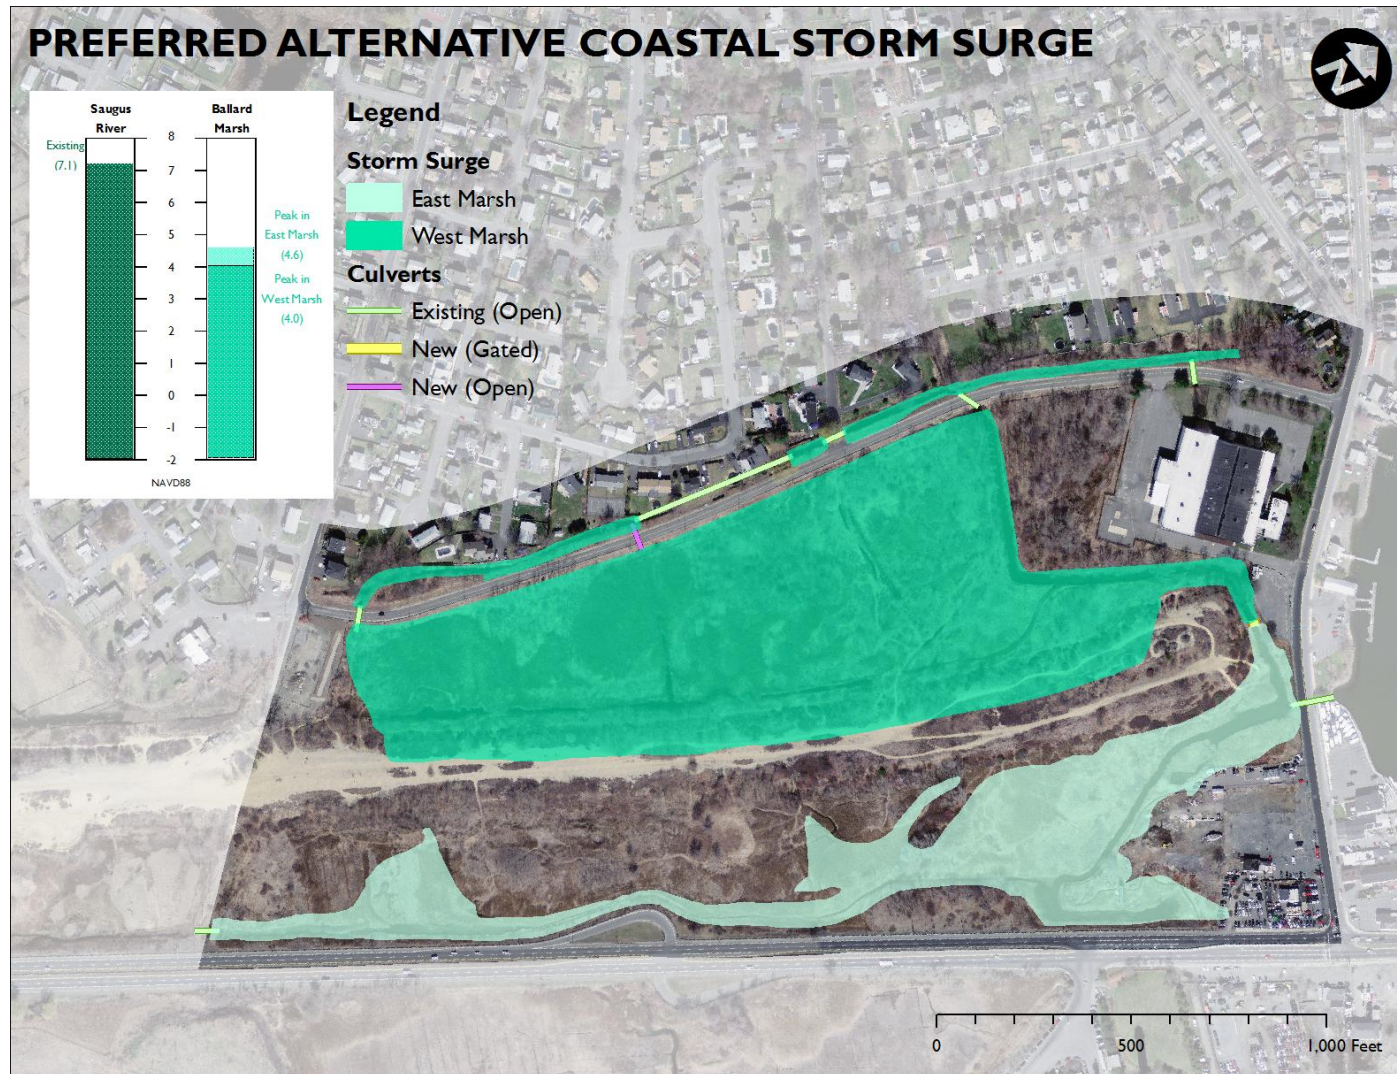 PREFERRED ALTERNATIVE COASTAL STORM SURGE
N
Saugus
River
Ballard
Marsh
Existing
(7.1)
8
7
6
5
4
3
2
1
0
-1
-2
Peak in
East Marsh
(4.6)
Peak in
West Marsh
(4.0)
NAVD88
Legend
Storm Surge
East Marsh
West Marsh
Culverts
Existing (Open)
New (Gated)
New (Open)
0
500
1,000 Feet